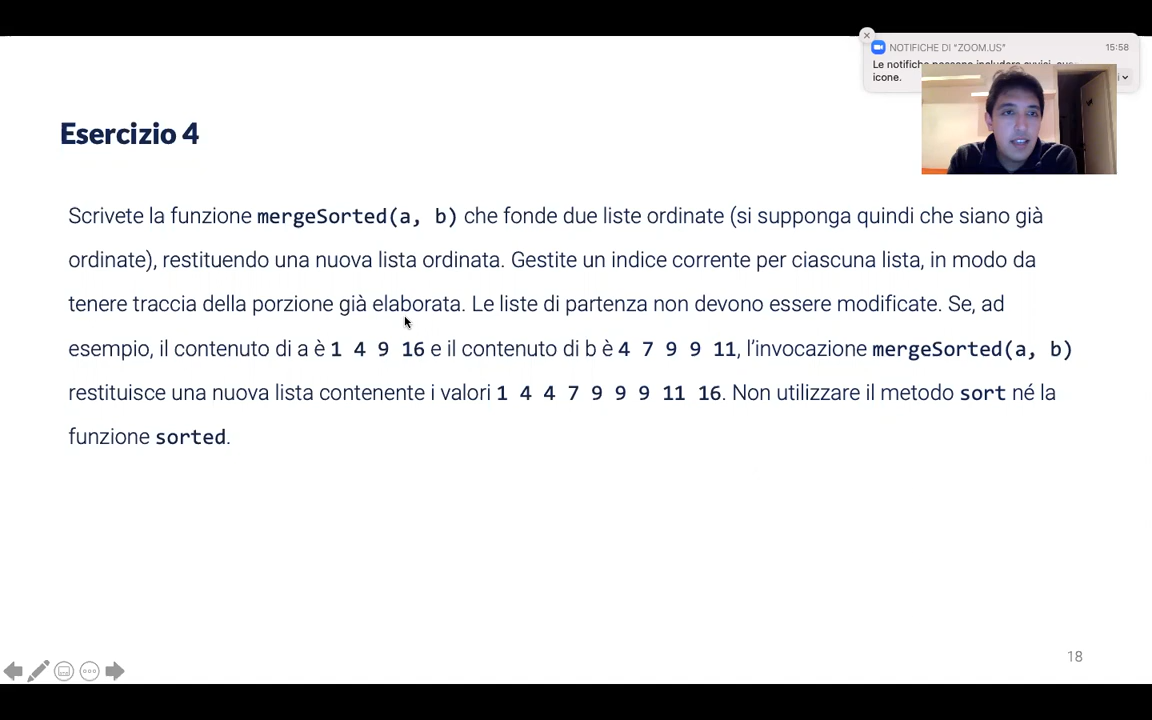 NOTIFICHE DI "ZOOM.US" 15:58
Le notifiche possono includere avvisi, suoni
icone.
Esercizio 4
Scrivete la funzione mergeSorted(a, b) che fonde due liste ordinate (si supponga quindi che siano già
ordinate), restituendo una nuova lista ordinata. Gestite un indice corrente per ciascuna lista, in modo da
tenere traccia della porzione già elaborata. Le liste di partenza non devono essere modificate. Se, ad
esempio, il contenuto di a è 1 4 9 16 e il contenuto di b è 4 7 9 9 11, l’invocazione mergeSorted(a, b)
restituisce una nuova lista contenente i valori 1 4 4 7 9 9 9 11 16. Non utilizzare il metodo sort né la
funzione sorted.
18